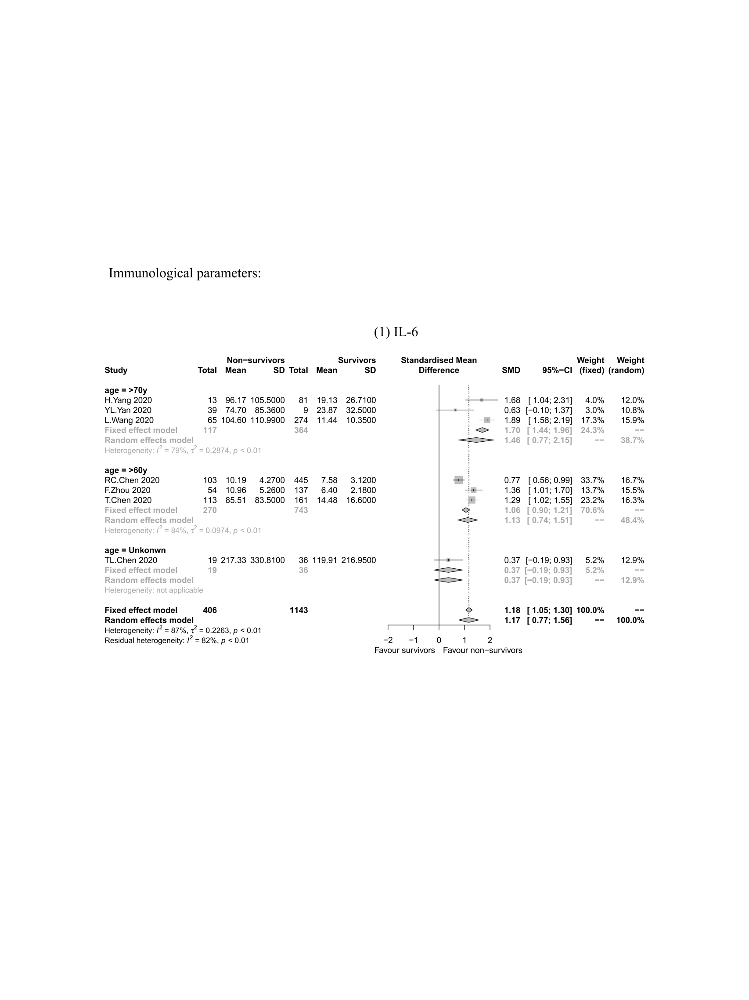 Immunological parameters:
(1) IL-6
Non−survivors Survivors Standardised Mean Weight Weight
Study Total Mean SD Total Mean SD Difference SMD 95%−CI (fixed) (random)
age = >70y
H.Yang 2020 13 96.17 105.5000 81 19.13 26.7100 1.68 [ 1.04; 2.31] 4.0% 12.0%
YL.Yan 2020 39 74.70 85.3600 9 23.87 32.5000 0.63 [−0.10; 1.37] 3.0% 10.8%
L.Wang 2020 65 104.60 110.9900 274 11.44 10.3500 1.89 [ 1.58; 2.19] 17.3% 15.9%
Fixed effect model 117 364 1.70 [ 1.44; 1.96] 24.3% −−
Random effects model 1.46 [ 0.77; 2.15] −− 38.7%
Heterogeneity: I² = 79%, τ² = 0.2874, p < 0.01
age = >60y
RC.Chen 2020 103 10.19 4.2700 445 7.58 3.1200 0.77 [ 0.56; 0.99] 33.7% 16.7%
F.Zhou 2020 54 10.96 5.2600 137 6.40 2.1800 1.36 [ 1.01; 1.70] 13.7% 15.5%
T.Chen 2020 113 85.51 83.5000 161 14.48 16.6000 1.29 [ 1.02; 1.55] 23.2% 16.3%
Fixed effect model 270 743 1.06 [ 0.90; 1.21] 70.6% −−
Random effects model 1.13 [ 0.74; 1.51] −− 48.4%
Heterogeneity: I² = 84%, τ² = 0.0974, p < 0.01
age = Unkonwn
TL.Chen 2020 19 217.33 330.8100 36 119.91 216.9500 0.37 [−0.19; 0.93] 5.2% 12.9%
Fixed effect model 19 36 0.37 [−0.19; 0.93] 5.2% −−
Random effects model 0.37 [−0.19; 0.93] −− 12.9%
Heterogeneity: not applicable
Fixed effect model 406 1143 1.18 [ 1.05; 1.30] 100.0% −−
Random effects model 1.17 [ 0.77; 1.56] −− 100.0%
Heterogeneity: I² = 87%, τ² = 0.2263, p < 0.01
Residual heterogeneity: I² = 82%, p < 0.01
−2 −1 0 1 2
Favour survivors Favour non−survivors